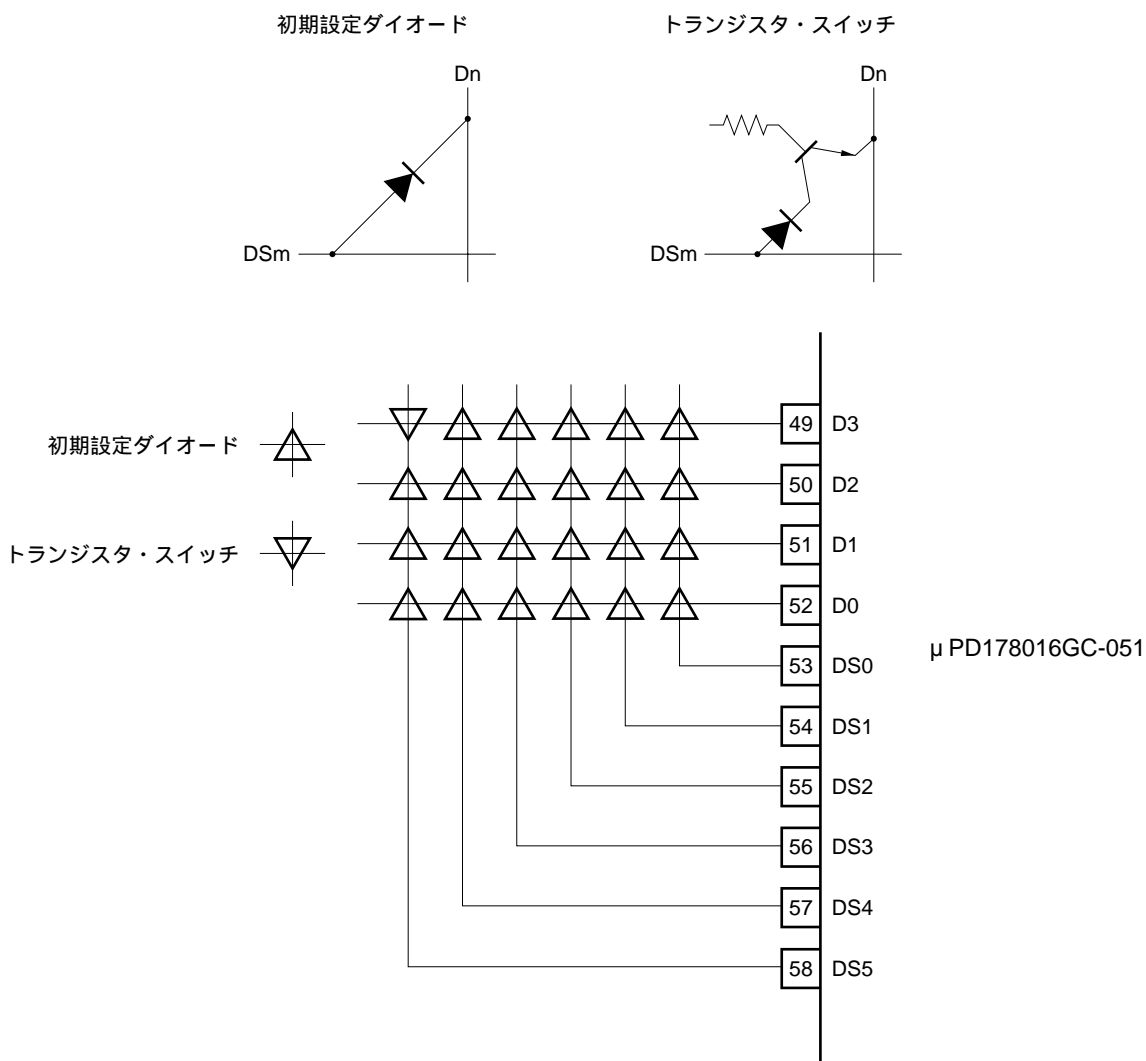 初期設定ダイオード
トランジスタ・スイッチ
Dn
Dn
DSm
DSm
初期設定ダイオード
トランジスタ・スイッチ
49 D3
50 D2
51 D1
52 D0
53 DS0
54 DS1
55 DS2
56 DS3
57 DS4
58 DS5
μ PD178016GC-051